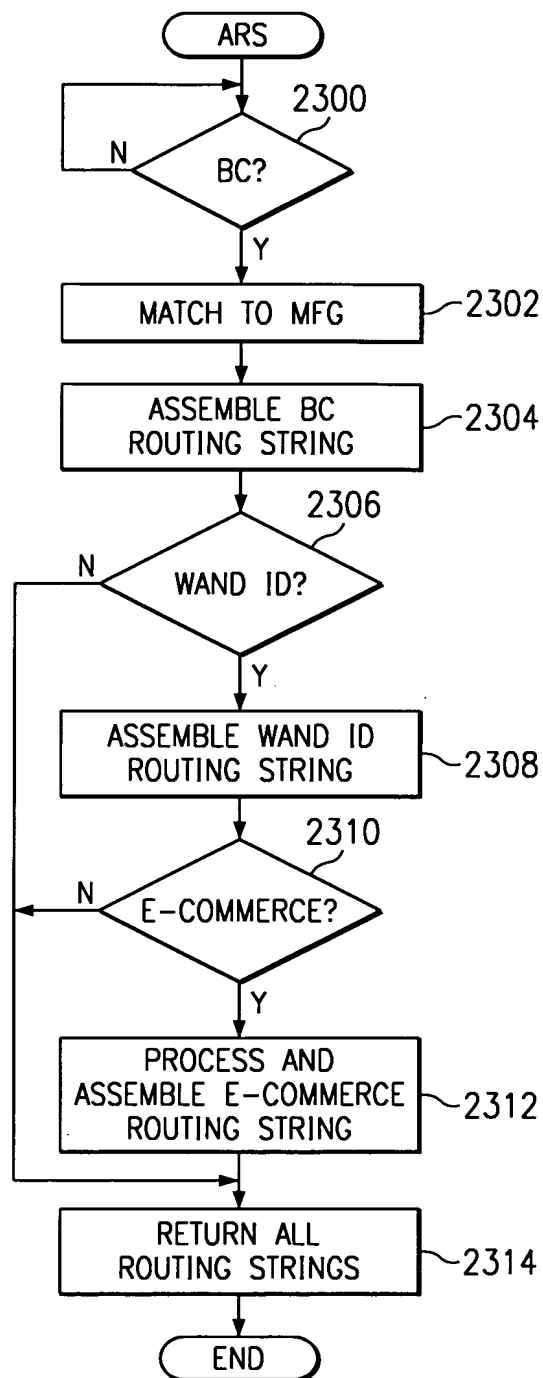 ARS
2300
N
BC?
Y
MATCH TO MFG
2302
ASSEMBLE BC
ROUTING STRING
2304
2306
N
WAND ID?
Y
ASSEMBLE WAND ID
ROUTING STRING
2308
2310
N
E-COMMERCE?
Y
PROCESS AND
ASSEMBLE E-COMMERCE
ROUTING STRING
2312
RETURN ALL
ROUTING STRINGS
2314
END